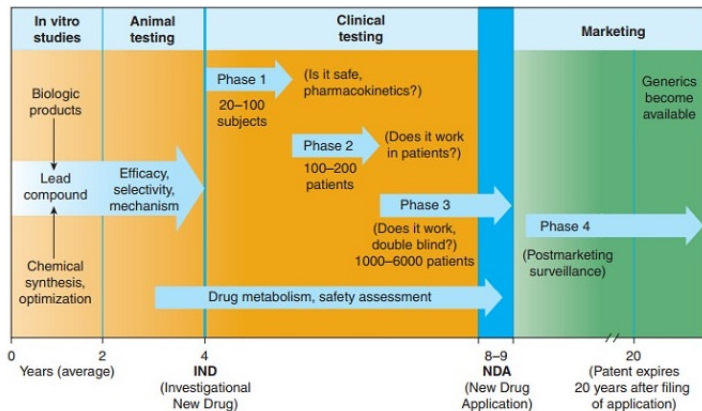 In vitro
studies
Animal
testing
Clinical
testing
Marketing
Biologic
products
Lead
compound
Chemical
synthesis,
optimization
Efficacy,
selectivity,
mechanism
Phase 1
(Is it safe,
pharmacokinetics?)
20–100
subjects
Phase 2
(Does it work
in patients?)
100–200
patients
Phase 3
(Does it work,
double blind?)
1000–6000 patients
Drug metabolism, safety assessment
Generics
become
available
Phase 4
(Postmarketing
surveillance)
0
2
4
8–9
20
Years (average)
IND
(Investigational
New Drug)
NDA
(New Drug
Application)
(Patent expires
20 years after filing
of application)